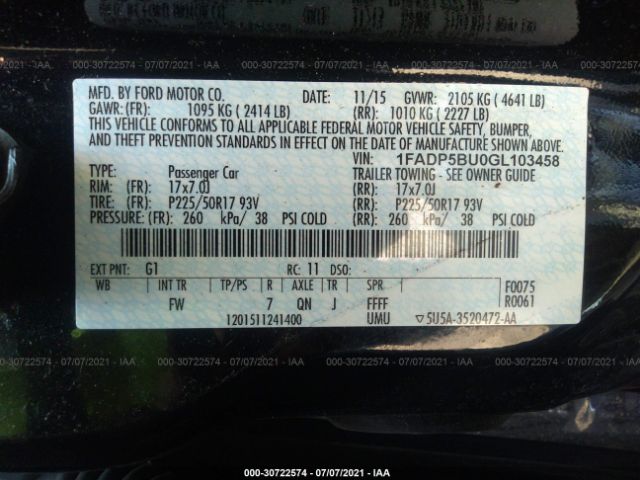 000-30722574 - 07/07/2021 - IAA
MFD. BY FORD MOTOR CO. DATE: 11/15 GVWR: 2105 KG ( 4641 LB)
GAWR: (FR): 1095 KG ( 2414 LB) (RR): 1010 KG ( 2227 LB)
THIS VEHICLE CONFORMS TO ALL APPLICABLE FEDERAL MOTOR VEHICLE SAFETY, BUMPER,
AND THEFT PREVENTION STANDARDS IN EFFECT ON THE DATE OF MANUFACTURE SHOWN ABOVE.
VIN: 1FADP5BU0GL103458
TYPE: Passenger Car TRAILER TOWING - SEE OWNER GUIDE
RIM: (FR): 17x7.0J (RR): 17x7.0J
TIRE: (FR): P225/50R17 93V (RR): P225/50R17 93V
PRESSURE: (FR): 260 kPa/ 38 PSI COLD (RR): 260 kPa/ 38 PSI COLD
EXT PNT: G1 RC: 11 DSO:
WB INT TR TP/PS R AXLE TR SPR F0075
FW 7 QN J FFFF R0061
1201511241400 UMU ▽5U5A-3520472-AA
000-30722574 - 07/07/2021 - IAA